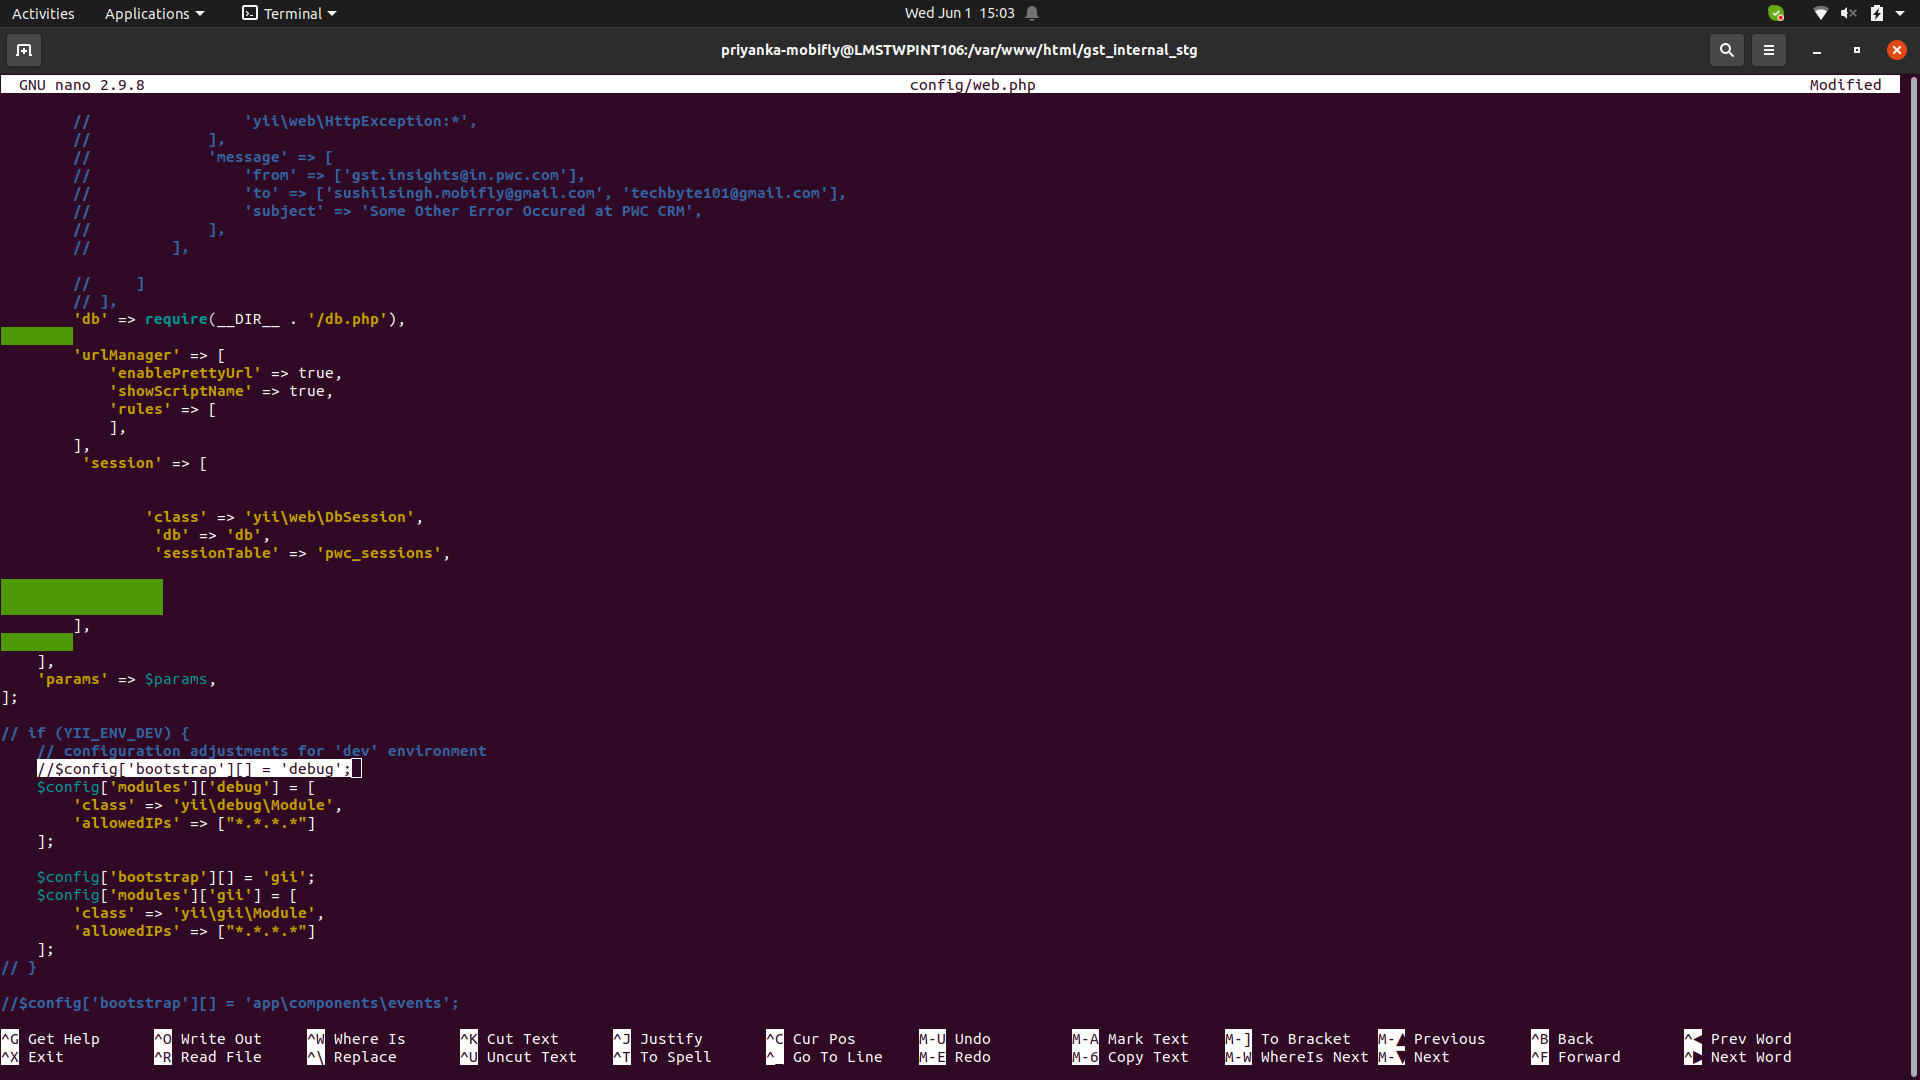 Activities Applications Terminal Wed Jun 1 15:03
priyanka-mobifly@LMSTWPINT106:/var/www/html/gst_internal_stg
GNU nano 2.9.8 config/web.php Modified
// 'yii\web\HttpException:*',
// ],
// 'message' => [
// 'from' => ['gst.insights@in.pwc.com'],
// 'to' => ['sushilsingh.mobifly@gmail.com', 'techbyte101@gmail.com'],
// 'subject' => 'Some Other Error Occured at PWC CRM',
// ],
// ],
// ]
// ],
'db' => require(__DIR__ . '/db.php'),
'urlManager' => [
'enablePrettyUrl' => true,
'showScriptName' => true,
'rules' => [
],
],
'session' => [
'class' => 'yii\web\DbSession',
'db' => 'db',
'sessionTable' => 'pwc_sessions',
],
],
'params' => $params,
];
// if (YII_ENV_DEV) {
// configuration adjustments for 'dev' environment
//$config['bootstrap'][] = 'debug';
$config['modules']['debug'] = [
'class' => 'yii\debug\Module',
'allowedIPs' => ["*.*.*.*"]
];
$config['bootstrap'][] = 'gii';
$config['modules']['gii'] = [
'class' => 'yii\gii\Module',
'allowedIPs' => ["*.*.*.*"]
];
// }
//$config['bootstrap'][] = 'app\components\events';
^G Get Help ^O Write Out ^W Where Is ^K Cut Text ^J Justify ^C Cur Pos M-U Undo M-A Mark Text M-] To Bracket M-▲ Previous ^B Back ^◀ Prev Word
^X Exit ^R Read File ^\ Replace ^U Uncut Text ^T To Spell ^_ Go To Line M-E Redo M-6 Copy Text M-W WhereIs Next M-▼ Next ^F Forward ^▶ Next Word